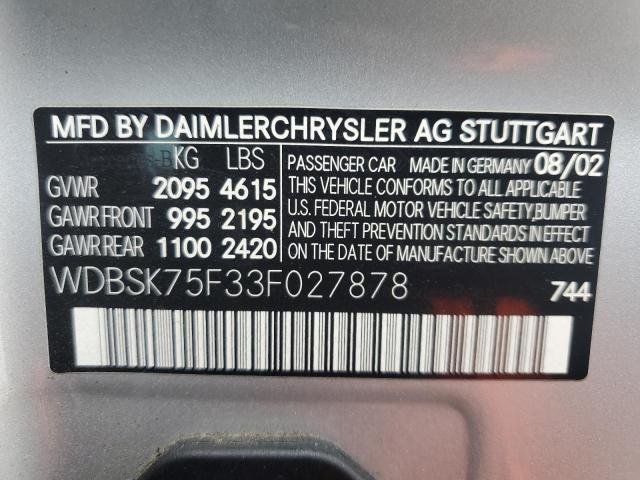 MFD BY DAIMLERCHRYSLER AG STUTTGART
KG LBS
GVWR 2095 4615
GAWR FRONT 995 2195
GAWR REAR 1100 2420
PASSENGER CAR MADE IN GERMANY 08/02
THIS VEHICLE CONFORMS TO ALL APPLICABLE
U.S. FEDERAL MOTOR VEHICLE SAFETY,BUMPER
AND THEFT PREVENTION STANDARDS IN EFFECT
ON THE DATE OF MANUFACTURE SHOWN ABOVE
WDBSK75F33F027878 744